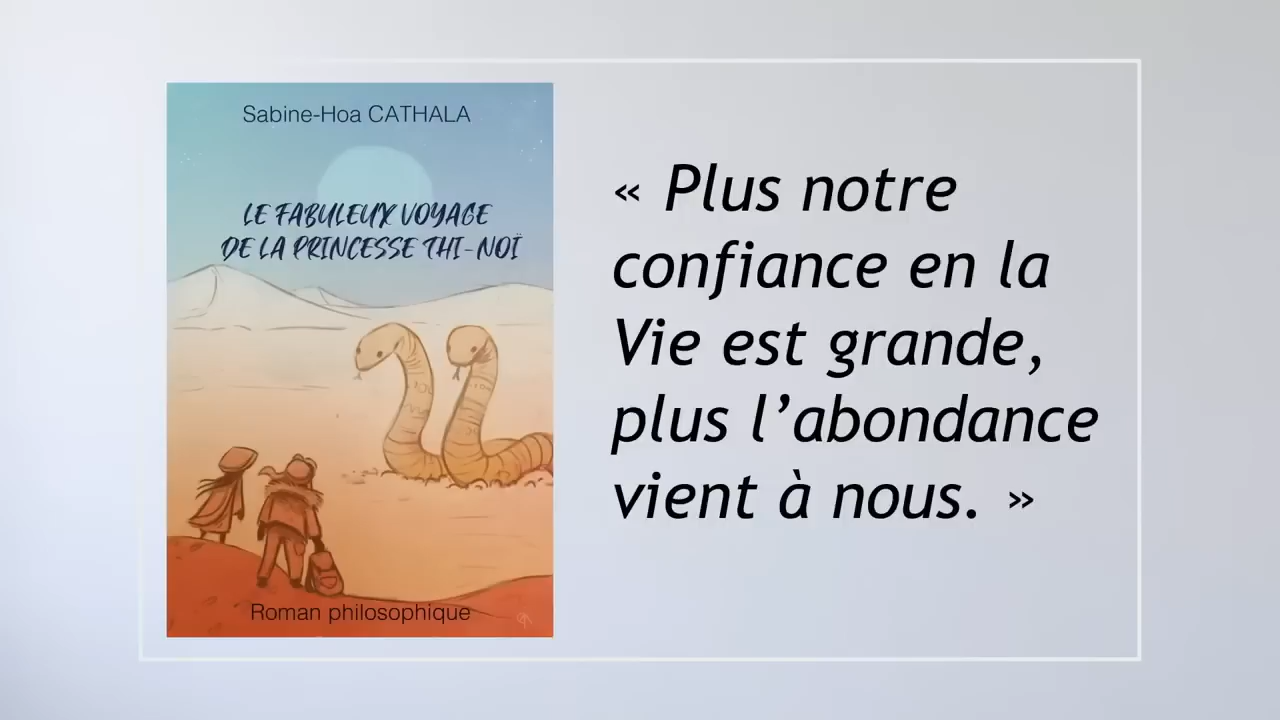 Sabine-Hoa CATHALA
LE FABULEUX VOYAGE
DE LA PRINCESSE THI-NOÏ
Roman philosophique
« Plus notre
confiance en la
Vie est grande,
plus l’abondance
vient à nous. »